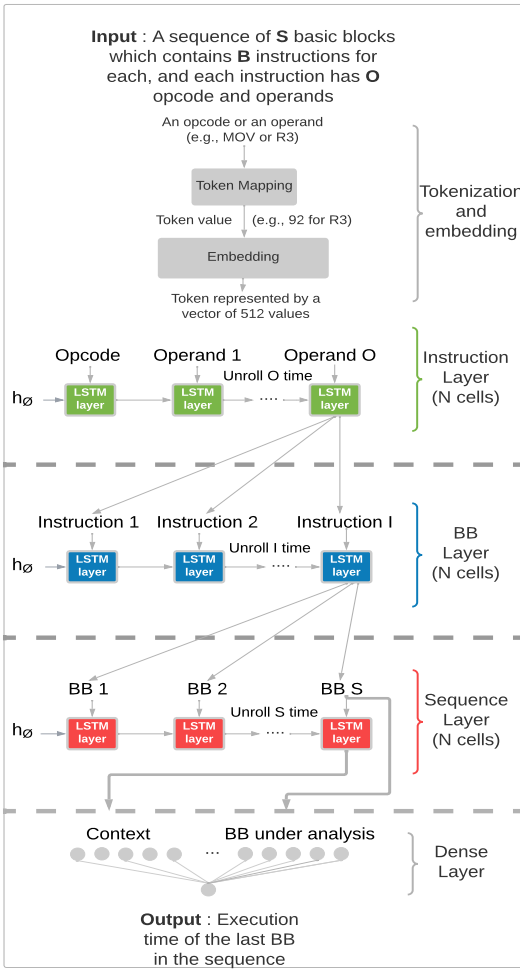 Input : A sequence of S basic blocks
which contains B instructions for
each, and each instruction has O
opcode and operands
An opcode or an operand
(e.g., MOV or R3)
Token Mapping
Token value (e.g., 92 for R3)
Embedding
Token represented by a
vector of 512 values
Tokenization
and
embedding
Opcode Operand 1 Operand O
Unroll O time
hø
LSTM
layer
LSTM
layer
....
LSTM
layer
Instruction
Layer
(N cells)
Instruction 1 Instruction 2 Instruction I
Unroll I time
hø
LSTM
layer
LSTM
layer
....
LSTM
layer
BB
Layer
(N cells)
BB 1 BB 2 BB S
Unroll S time
hø
LSTM
layer
LSTM
layer
....
LSTM
layer
Sequence
Layer
(N cells)
Context ... BB under analysis
Dense
Layer
Output : Execution
time of the last BB
in the sequence